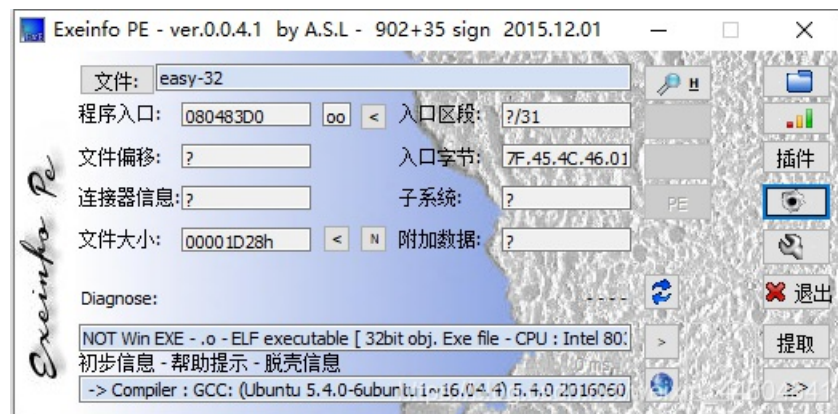 Exeinfo PE - ver.0.0.4.1 by A.S.L - 902+35 sign 2015.12.01
文件: easy-32 H
程序入口: 080483D0 oo < 入口区段: ?/31
文件偏移: ? 入口字节: 7F.45.4C.46.01 插件
连接器信息: ? 子系统: ? PE
文件大小: 00001D28h < N 附加数据: ?
Exeinfo Pe
Diagnose: ---- 退出
NOT Win EXE - .o - ELF executable [ 32bit obj. Exe file - CPU : Intel 80 > 提取
初步信息 - 帮助提示 - 脱壳信息
-> Compiler : GCC: (Ubuntu 5.4.0-6ubuntu1~16.04.4) 5.4.0 2016060 >>